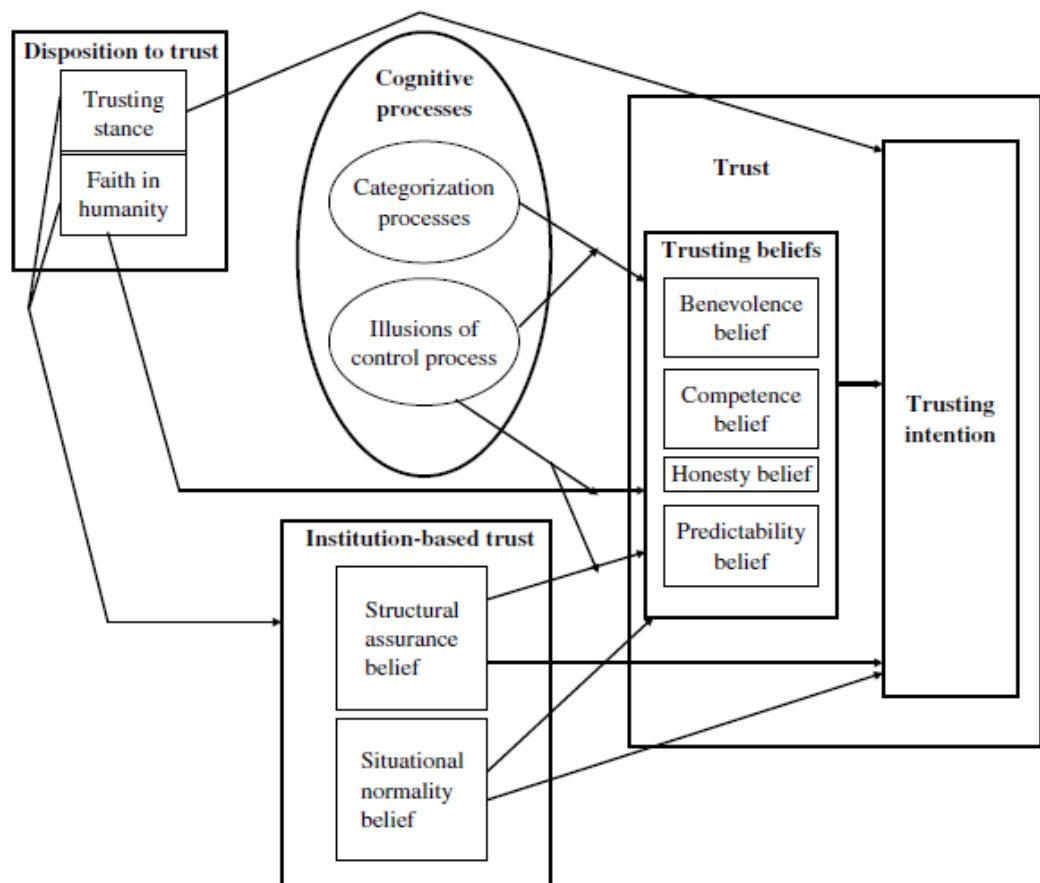 Disposition to trust
Trusting
stance
Faith in
humanity
Cognitive
processes
Categorization
processes
Illusions of
control process
Institution-based trust
Structural
assurance
belief
Situational
normality
belief
Trust
Trusting beliefs
Benevolence
belief
Competence
belief
Honesty belief
Predictability
belief
Trusting
intention